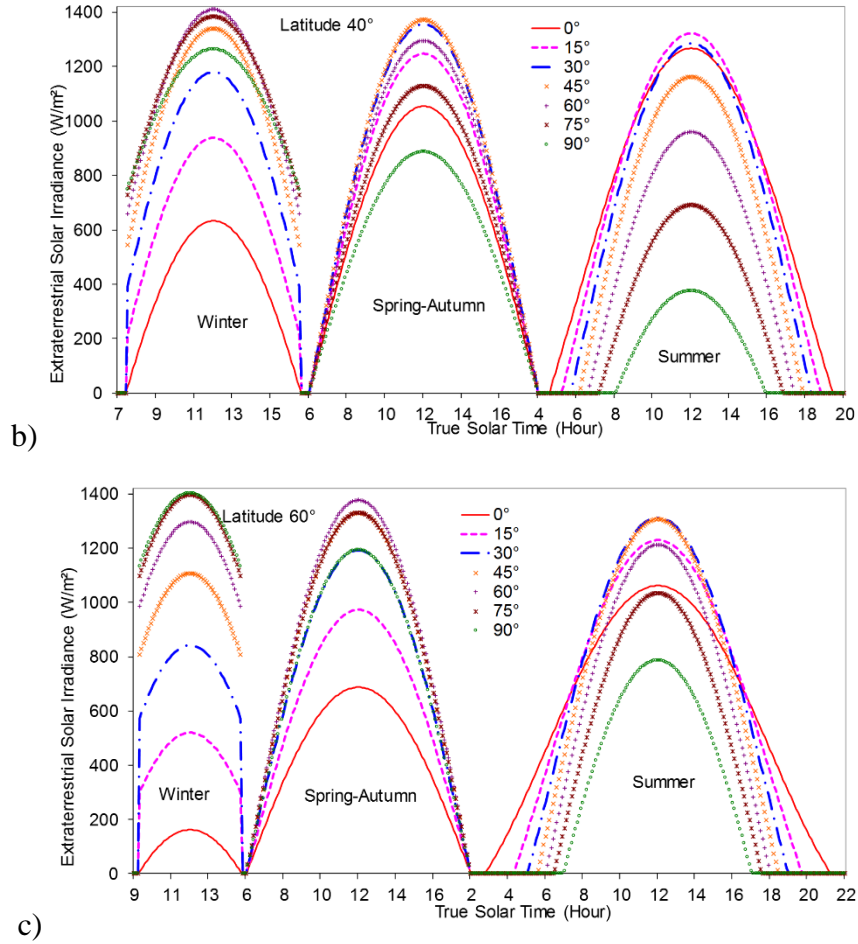 1400
1200
1000
800
600
400
200
0
Extraterrestrial Solar Irradiance (W/m²)
Latitude 40°
0°
15°
30°
45°
60°
75°
90°
Winter
Spring-Autumn
Summer
7 9 11 13 15 6 8 10 12 14 16 4 6 8 10 12 14 16 18 20
True Solar Time (Hour)
b)
1400
1200
1000
800
600
400
200
0
Extraterrestrial Solar Irradiance (W/m²)
Latitude 60°
0°
15°
30°
45°
60°
75°
90°
Winter
Spring-Autumn
Summer
9 11 13 6 8 10 12 14 16 2 4 6 8 10 12 14 16 18 20 22
True Solar Time (Hour)
c)